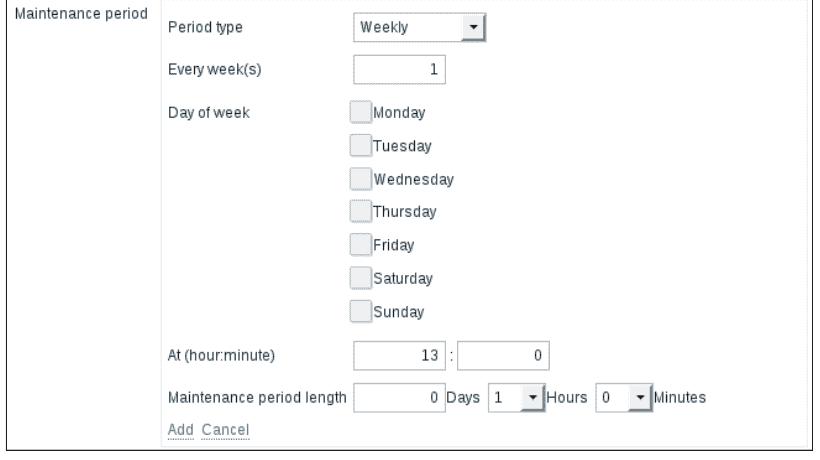 Maintenance period
Period type Weekly
Every week(s) 1
Day of week Monday
Tuesday
Wednesday
Thursday
Friday
Saturday
Sunday
At (hour:minute) 13 : 0
Maintenance period length 0 Days 1 Hours 0 Minutes
Add Cancel